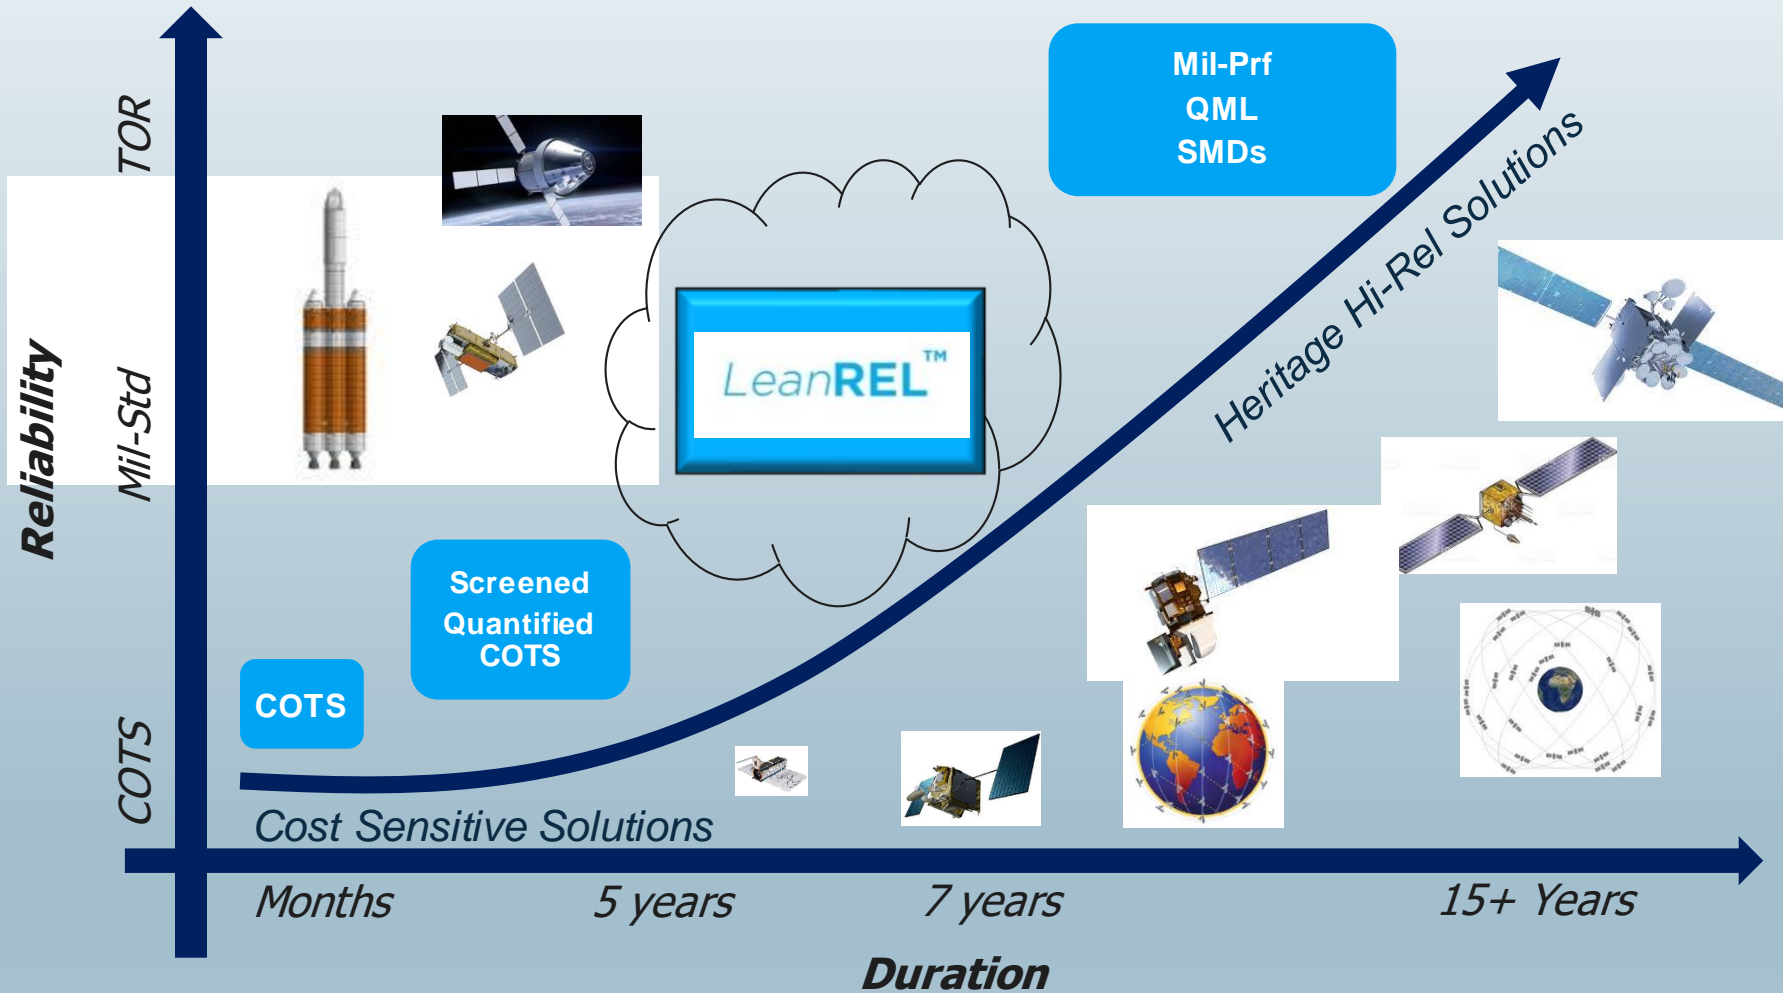 Mil-Prf
QML
SMDs
TOR
Mil-Std
COTS
Reliability
LeanREL™
Heritage Hi-Rel Solutions
Screened
Quantified
COTS
COTS
Cost Sensitive Solutions
Months
5 years
7 years
15+ Years
Duration